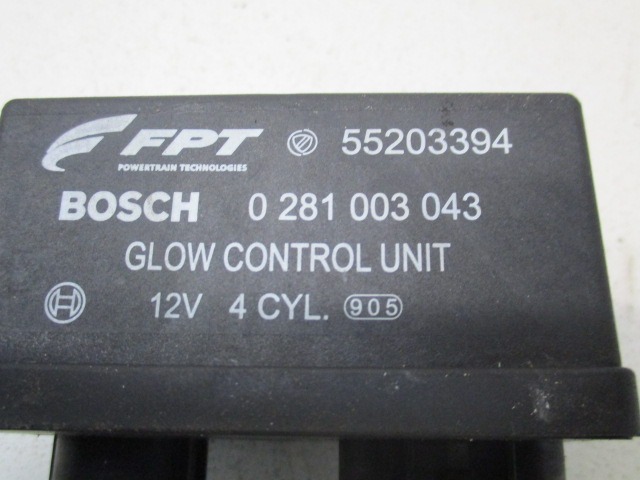 FPT 55203394
POWERTRAIN TECHNOLOGIES
BOSCH 0 281 003 043
GLOW CONTROL UNIT
12V 4 CYL. 905